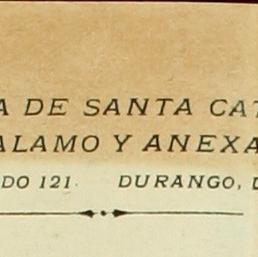 A DE SANTA CAT
ALAMO Y ANEXA
DO 121. DURANGO, D